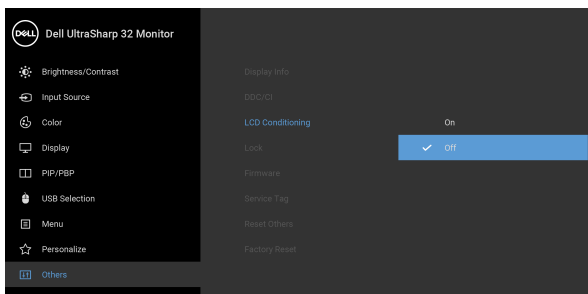 DELL Dell UltraSharp 32 Monitor
Brightness/Contrast
Input Source
Color
Display
PIP/PBP
USB Selection
Menu
Personalize
Others
Display Info
DDC/CI
LCD Conditioning
Lock
Firmware
Service Tag
Reset Others
Factory Reset
On
Off